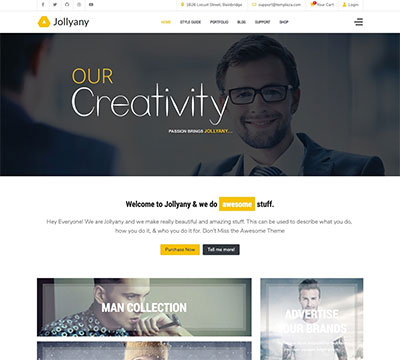 2626 Locust Street, Bainbridge support@templaza.com Your Cart Login
Jollyany
HOME STYLE GUIDE PORTFOLIO BLOG SUPPORT SHOP
OUR
Creativity
PASSION BRINGS JOLLYANY...
Welcome to Jollyany & we do awesome stuff.
Hey Everyone! We are Jollyany and we make really beautiful and amazing stuff. This can be used to describe what you do,
how you do it, & who you do it for. Don't Miss the Awesome Theme
Purchase Now Tell me more!
MAN COLLECTION
ADVERTISE
YOUR BRANDS